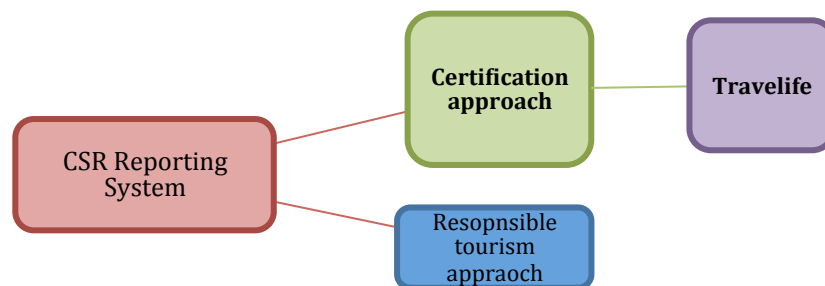 CSR Reporting
System
Certification
approach
Travelife
Resopnsible
tourism
appraoch